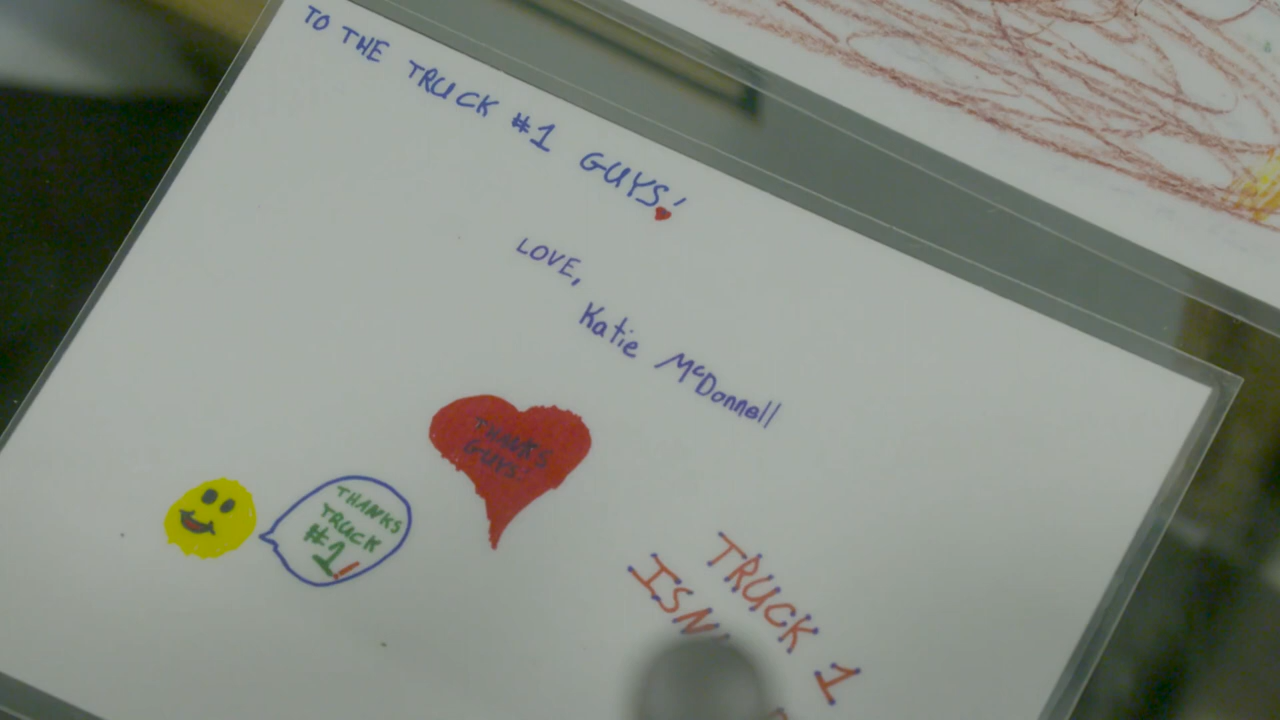 TO THE TRUCK #1 GUYS!
LOVE,
Katie McDonnell
THANKS
GUYS!
THANKS
TRUCK
#1!
TRUCK 1